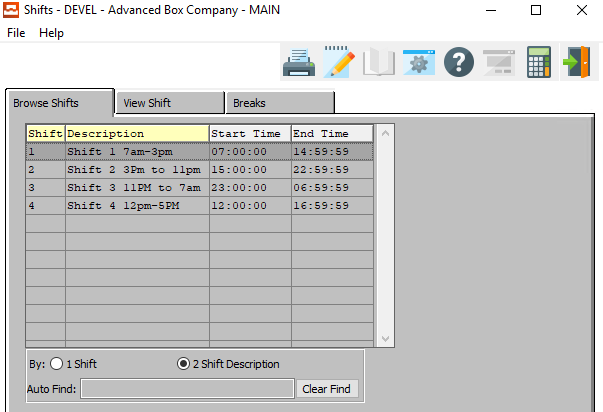 Shifts - DEVEL - Advanced Box Company - MAIN
File Help
Browse Shifts View Shift Breaks
Shift Description Start Time End Time
1 Shift 1 7am-3pm 07:00:00 14:59:59
2 Shift 2 3Pm to 11pm 15:00:00 22:59:59
3 Shift 3 11PM to 7am 23:00:00 06:59:59
4 Shift 4 12pm-5PM 12:00:00 16:59:59
By: 1 Shift 2 Shift Description
Auto Find: Clear Find